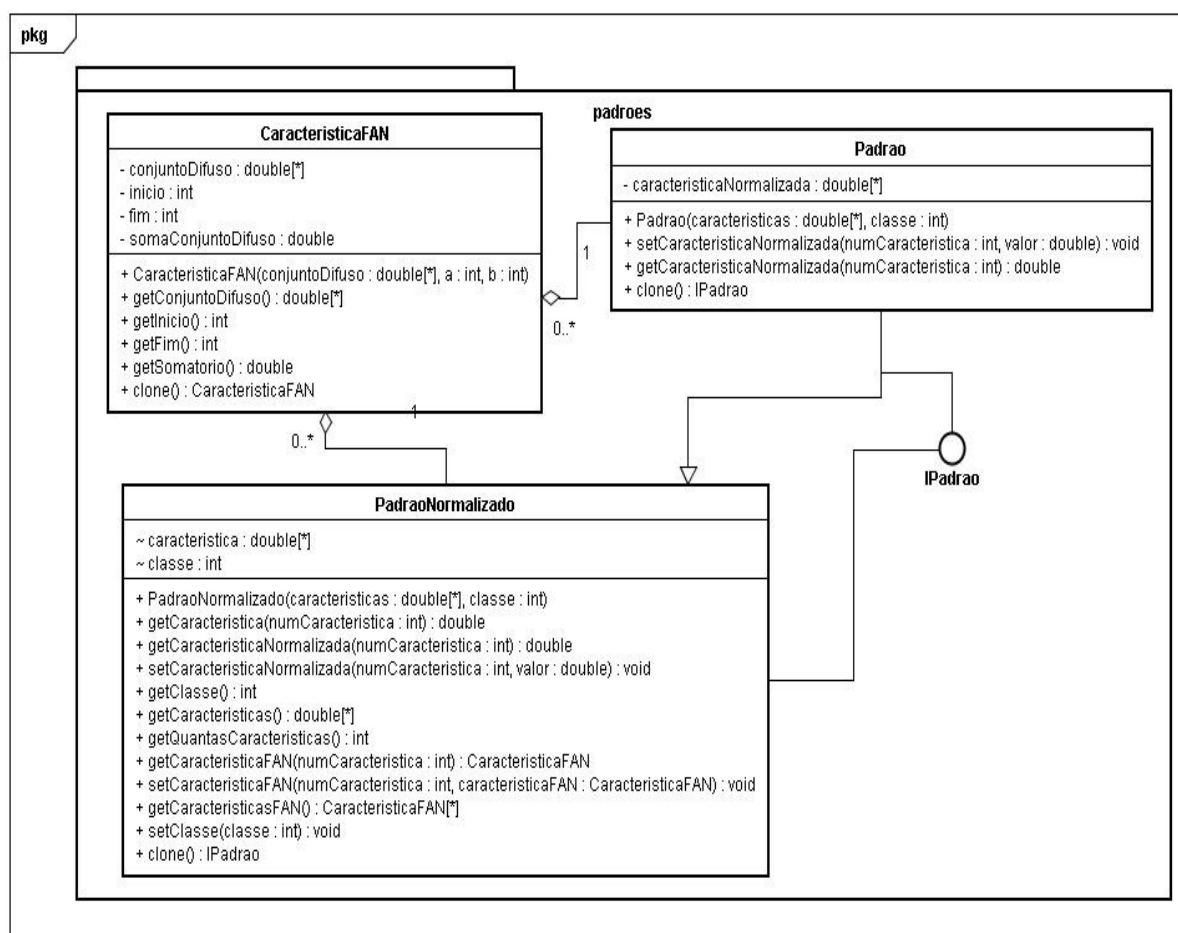 pkg
padroes
CaracteristicaFAN
- conjuntoDifuso : double[*]
- inicio : int
- fim : int
- somaConjuntoDifuso : double
+ CaracteristicaFAN(conjuntoDifuso : double[*], a : int, b : int)
+ getConjuntoDifuso() : double[*]
+ getInicio() : int
+ getFim() : int
+ getSomatorio() : double
+ clone() : CaracteristicaFAN
Padrao
- caracteristicaNormalizada : double[*]
+ Padrao(caracteristicas : double[*], classe : int)
+ setCaracteristicaNormalizada(numCaracteristica : int, valor : double) : void
+ getCaracteristicaNormalizada(numCaracteristica : int) : double
+ clone() : IPadrao
1
0..*
1
0..*
IPadrao
PadraoNormalizado
~ caracteristica : double[*]
~ classe : int
+ PadraoNormalizado(caracteristicas : double[*], classe : int)
+ getCaracteristica(numCaracteristica : int) : double
+ getCaracteristicaNormalizada(numCaracteristica : int) : double
+ setCaracteristicaNormalizada(numCaracteristica : int, valor : double) : void
+ getClasse() : int
+ getCaracteristicas() : double[*]
+ getQuantasCaracteristicas() : int
+ getCaracteristicaFAN(numCaracteristica : int) : CaracteristicaFAN
+ setCaracteristicaFAN(numCaracteristica : int, caracteristicaFAN : CaracteristicaFAN) : void
+ getCaracteristicasFAN() : CaracteristicaFAN[*]
+ setClasse(classe : int) : void
+ clone() : IPadrao